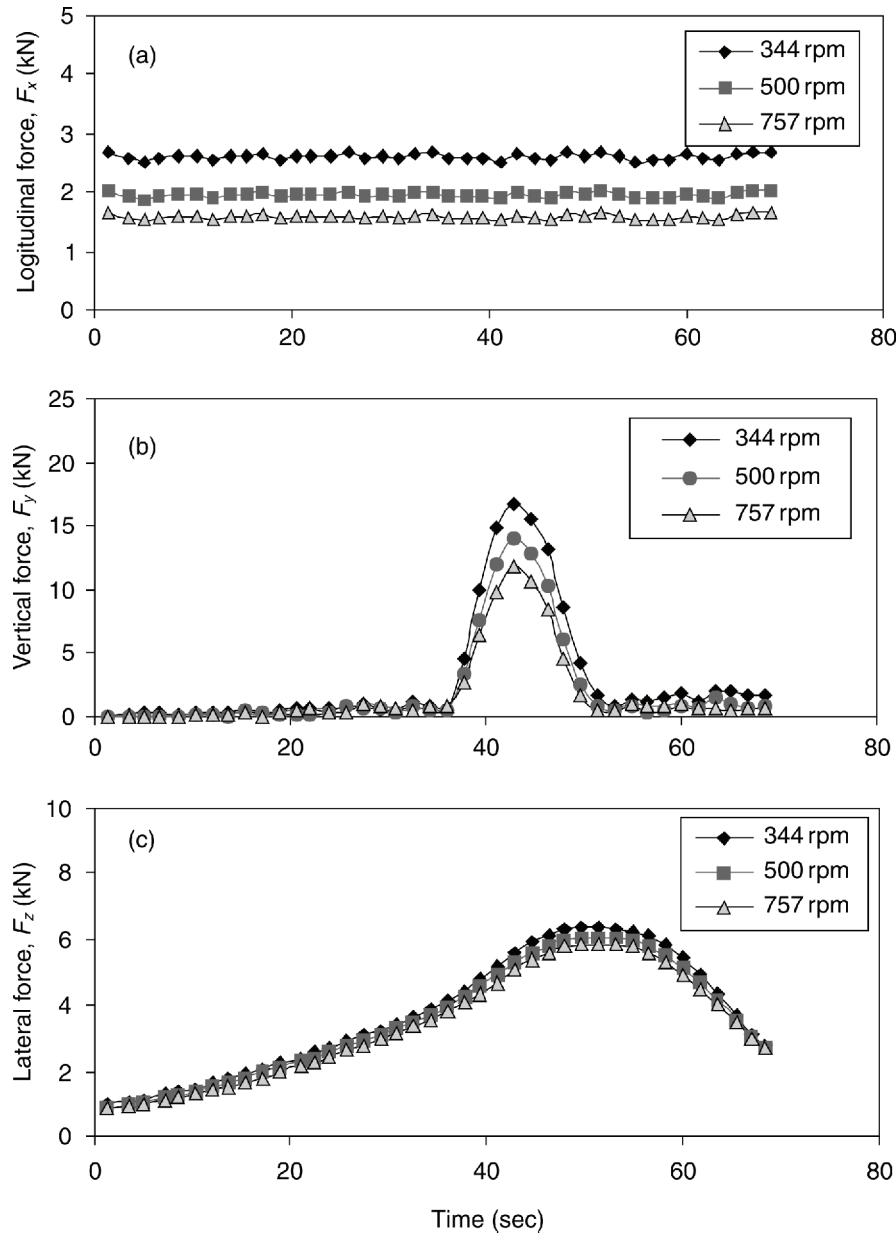 (a)
Logitudinal force, Fx (kN)
5
4
3
2
1
0
0 20 40 60 80
344 rpm
500 rpm
757 rpm
(b)
Vertical force, Fy (kN)
25
20
15
10
5
0
0 20 40 60 80
344 rpm
500 rpm
757 rpm
(c)
Lateral force, Fz (kN)
10
8
6
4
2
0
0 20 40 60 80
344 rpm
500 rpm
757 rpm
Time (sec)